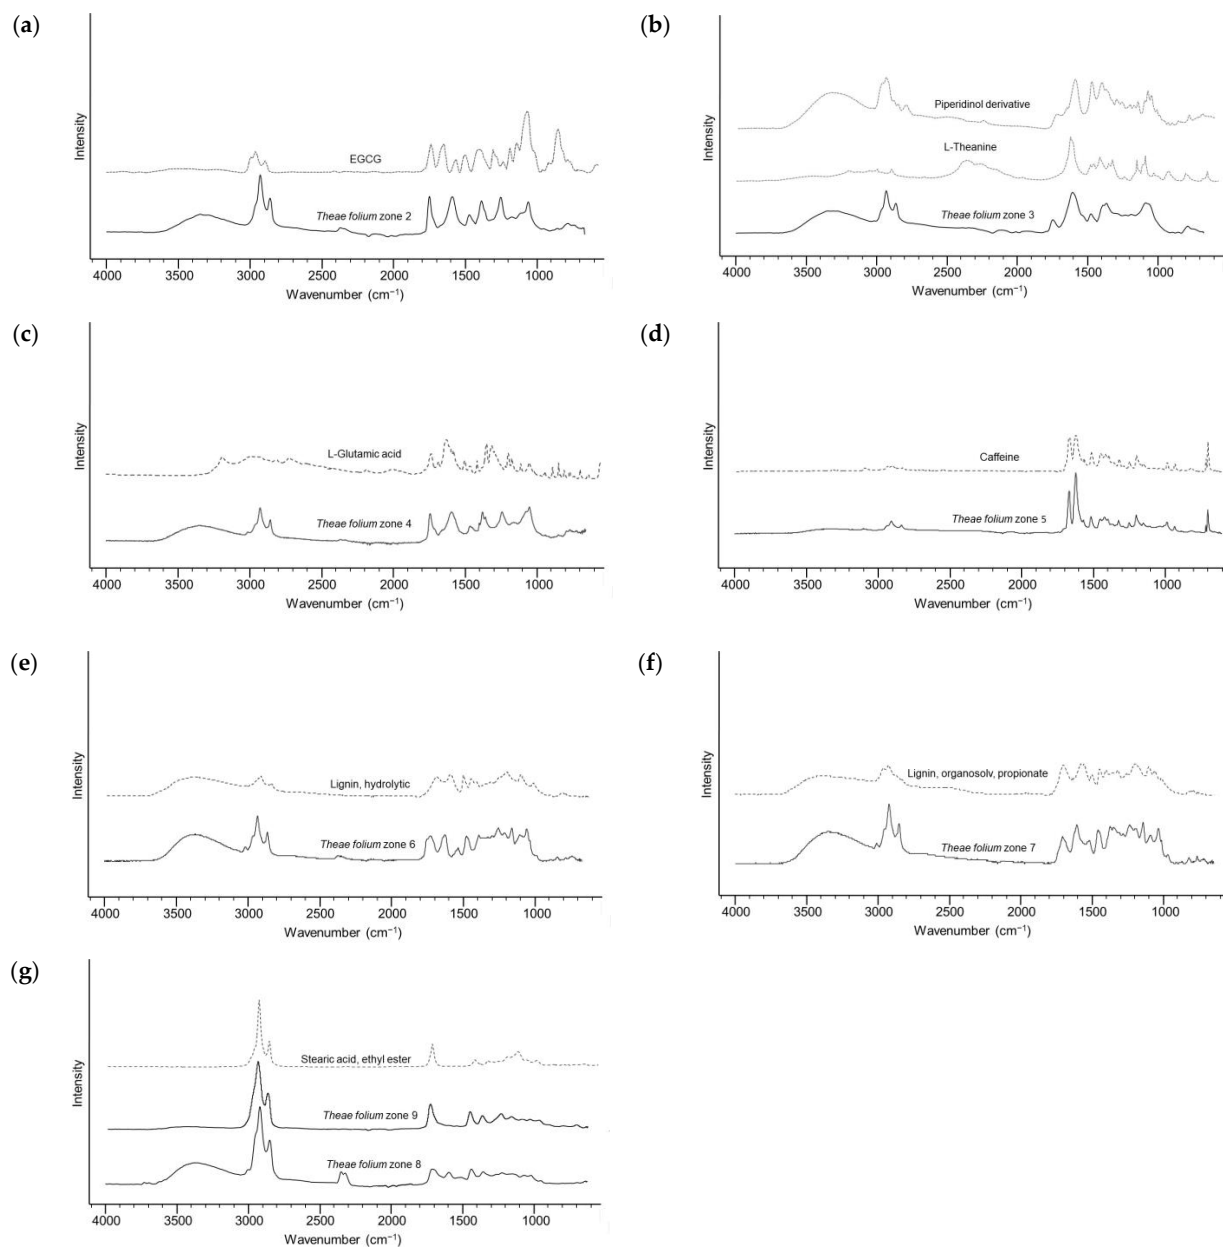 (a)
Intensity
EGCG
Theae folium zone 2
4000 3500 3000 2500 2000 1500 1000
Wavenumber (cm⁻¹)
(b)
Intensity
Piperidinol derivative
L-Theanine
Theae folium zone 3
4000 3500 3000 2500 2000 1500 1000
Wavenumber (cm⁻¹)
(c)
Intensity
L-Glutamic acid
Theae folium zone 4
4000 3500 3000 2500 2000 1500 1000
Wavenumber (cm⁻¹)
(d)
Intensity
Caffeine
Theae folium zone 5
4000 3500 3000 2500 2000 1500 1000
Wavenumber (cm⁻¹)
(e)
Intensity
Lignin, hydrolytic
Theae folium zone 6
4000 3500 3000 2500 2000 1500 1000
Wavenumber (cm⁻¹)
(f)
Intensity
Lignin, organosolv, propionate
Theae folium zone 7
4000 3500 3000 2500 2000 1500 1000
Wavenumber (cm⁻¹)
(g)
Intensity
Stearic acid, ethyl ester
Theae folium zone 9
Theae folium zone 8
4000 3500 3000 2500 2000 1500 1000
Wavenumber (cm⁻¹)